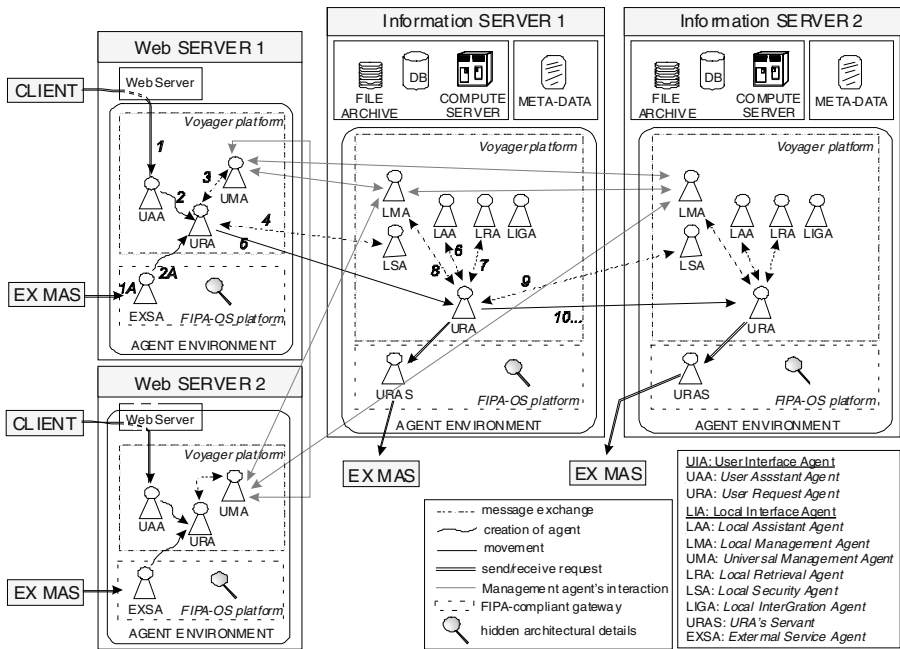 Information SERVER 1
Information SERVER 2
Web SERVER 1
Web Server
CLIENT
FILE
ARCHIVE
DB
COMPUTE
SERVER
META-DATA
FILE
ARCHIVE
DB
COMPUTE
SERVER
META-DATA
Voyager platform
Voyager platform
Voyager platform
1
2
3
4
5
UAA
URA
UMA
LMA
LAA
LRA
LIGA
LSA
6
7
8
9
10...
URA
LMA
LAA
LRA
LIGA
LSA
URA
EX MAS
1A
2A
EXSA
FIPA-OS platform
AGENT ENVIRONMENT
URAS
FIPA-OS platform
AGENT ENVIRONMENT
URAS
FIPA-OS platform
AGENT ENVIRONMENT
EX MAS
EX MAS
Web SERVER 2
Web Server
CLIENT
Voyager platform
UAA
URA
UMA
EX MAS
EXSA
FIPA-OS platform
AGENT ENVIRONMENT
message exchange
creation of agent
movement
send/receive request
Management agent's interaction
FIPA-compliant gateway
hidden architectural details
UIA: User Interface Agent
UAA: User Assstant Agent
URA: User Request Agent
LIA: Local Interface Agent
LAA: Local Assistant Agent
LMA: Local Management Agent
UMA: Universal Management Agent
LRA: Local Retrieval Agent
LSA: Local Security Agent
LIGA: Local InterGration Agent
URAS: URA's Servant
EXSA: External Service Agent